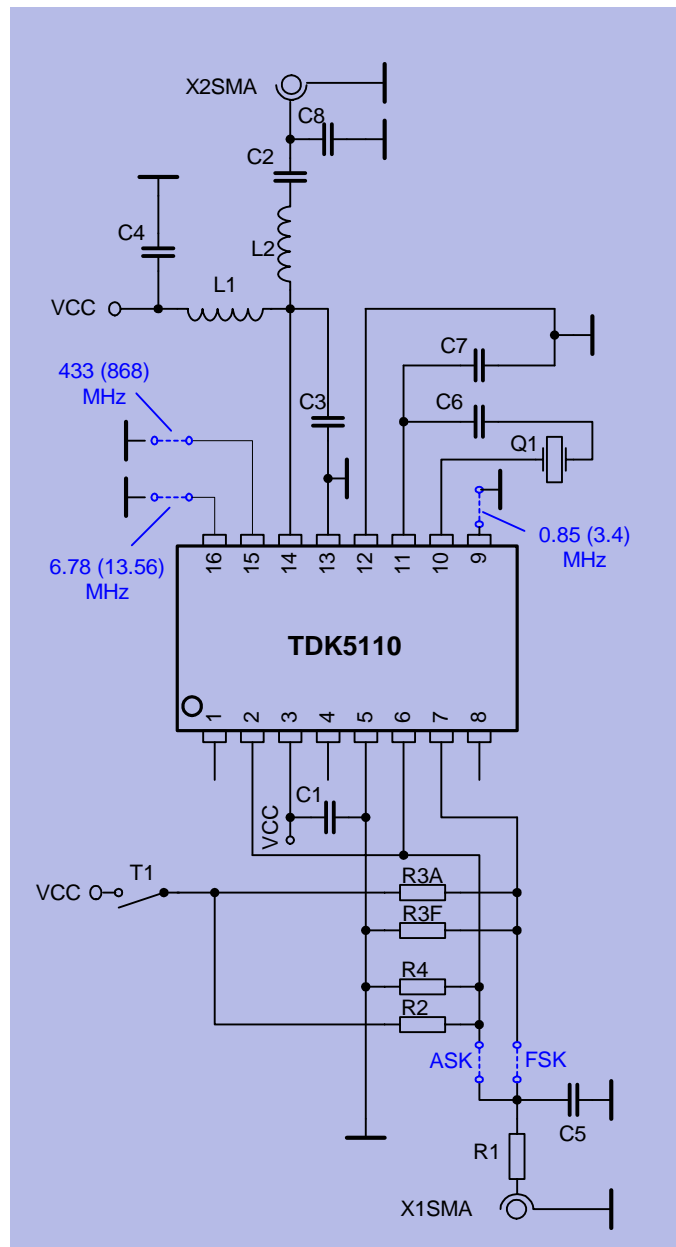 X2SMA
C8
C2
C4
L2
L1
VCC
433 (868)
MHz
C7
C3
C6
Q1
6.78 (13.56)
MHz
0.85 (3.4)
MHz
16 15 14 13 12 11 10 9
TDK5110
1 2 3 4 5 6 7 8
C1
VCC
T1
VCC
R3A
R3F
R4
R2
ASK
FSK
C5
R1
X1SMA